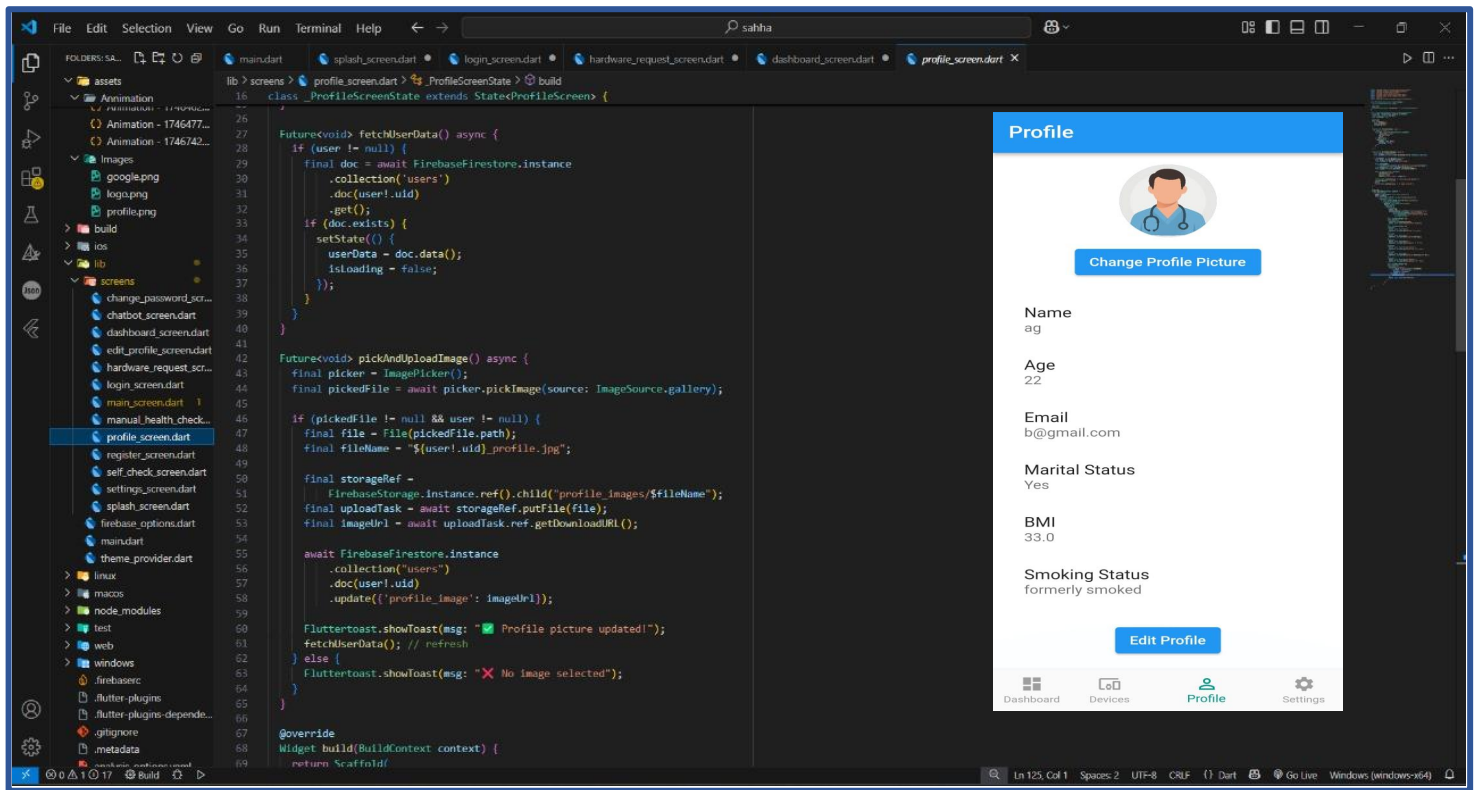 File Edit Selection View Go Run Terminal Help
sahha
FOLDERS: SA...
assets
Annimation
Animation - 1746477...
Animation - 1746742...
Images
google.png
logo.png
profile.png
build
ios
lib
screens
change_password_scr...
chatbot_screen.dart
dashboard_screen.dart
edit_profile_screen.dart
hardware_request_scr...
login_screen.dart
main_screen.dart 1
manual_health_check...
profile_screen.dart
register_screen.dart
self_check_screen.dart
settings_screen.dart
splash_screen.dart
firebase_options.dart
main.dart
theme_provider.dart
linux
macos
node_modules
test
web
windows
.firebaserc
.flutter-plugins
.flutter-plugins-depende...
.gitignore
.metadata
main.dart splash_screen.dart login_screen.dart hardware_request_screen.dart dashboard_screen.dart profile_screen.dart
lib > screens > profile_screen.dart > _ProfileScreenState > build
16 class _ProfileScreenState extends State<ProfileScreen> {
26
27 Future<void> fetchUserData() async {
28 if (user != null) {
29 final doc = await FirebaseFirestore.instance
30 .collection('users')
31 .doc(user!.uid)
32 .get();
33 if (doc.exists) {
34 setState(() {
35 userData = doc.data();
36 isLoading = false;
37 });
38 }
39 }
40 }
41
42 Future<void> pickAndUploadImage() async {
43 final picker = ImagePicker();
44 final pickedFile = await picker.pickImage(source: ImageSource.gallery);
45
46 if (pickedFile != null && user != null) {
47 final file = File(pickedFile.path);
48 final fileName = "${user!.uid}_profile.jpg";
49
50 final storageRef =
51 FirebaseStorage.instance.ref().child("profile_images/$fileName");
52 final uploadTask = await storageRef.putFile(file);
53 final imageUrl = await uploadTask.ref.getDownloadURL();
54
55 await FirebaseFirestore.instance
56 .collection("users")
57 .doc(user!.uid)
58 .update({'profile_image': imageUrl});
59
60 Fluttertoast.showToast(msg: "✅ Profile picture updated!");
61 fetchUserData(); // refresh
62 } else {
63 Fluttertoast.showToast(msg: "❌ No image selected");
64 }
65 }
66
67 @override
68 Widget build(BuildContext context) {
69 return Scaffold(
Profile
Change Profile Picture
Name
ag
Age
22
Email
b@gmail.com
Marital Status
Yes
BMI
33.0
Smoking Status
formerly smoked
Edit Profile
Dashboard Devices Profile Settings
0 1 17 Build
Ln 125, Col 1 Spaces: 2 UTF-8 CRLF {} Dart Go Live Windows (windows-x64)